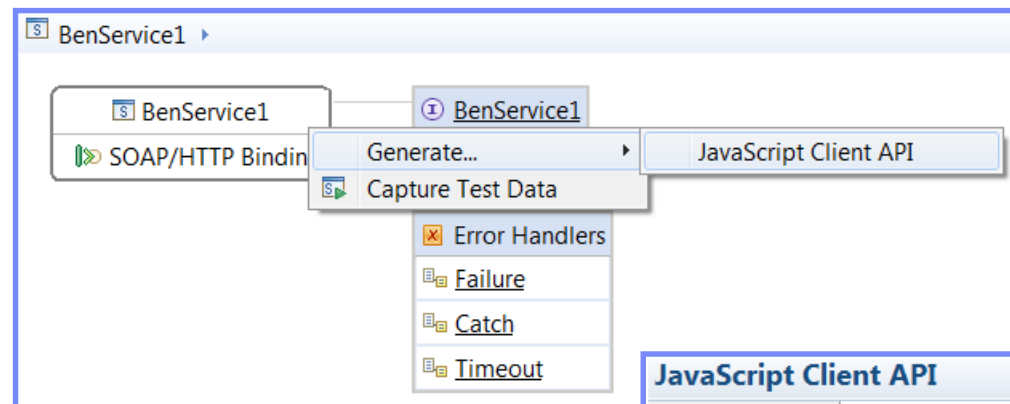 BenService1
BenService1
BenService1
SOAP/HTTP Bindin
Generate...
JavaScript Client API
Capture Test Data
Error Handlers
Failure
Catch
Timeout
JavaScript Client API